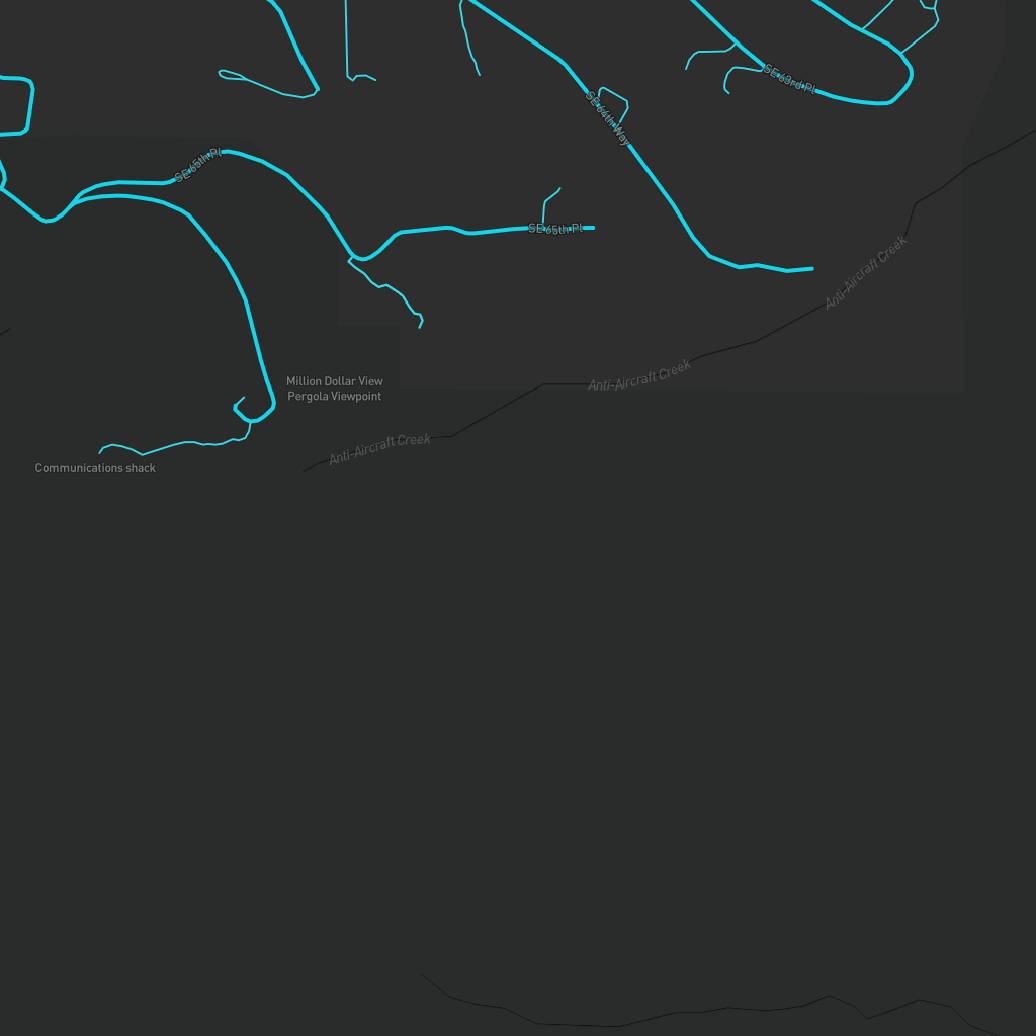 SE 63rd Pl
SE 64th Way
SE 65th Pl
SE 65th Pl
Anti-Aircraft Creek
Anti-Aircraft Creek
Million Dollar View
Pergola Viewpoint
Anti-Aircraft Creek
Communications shack